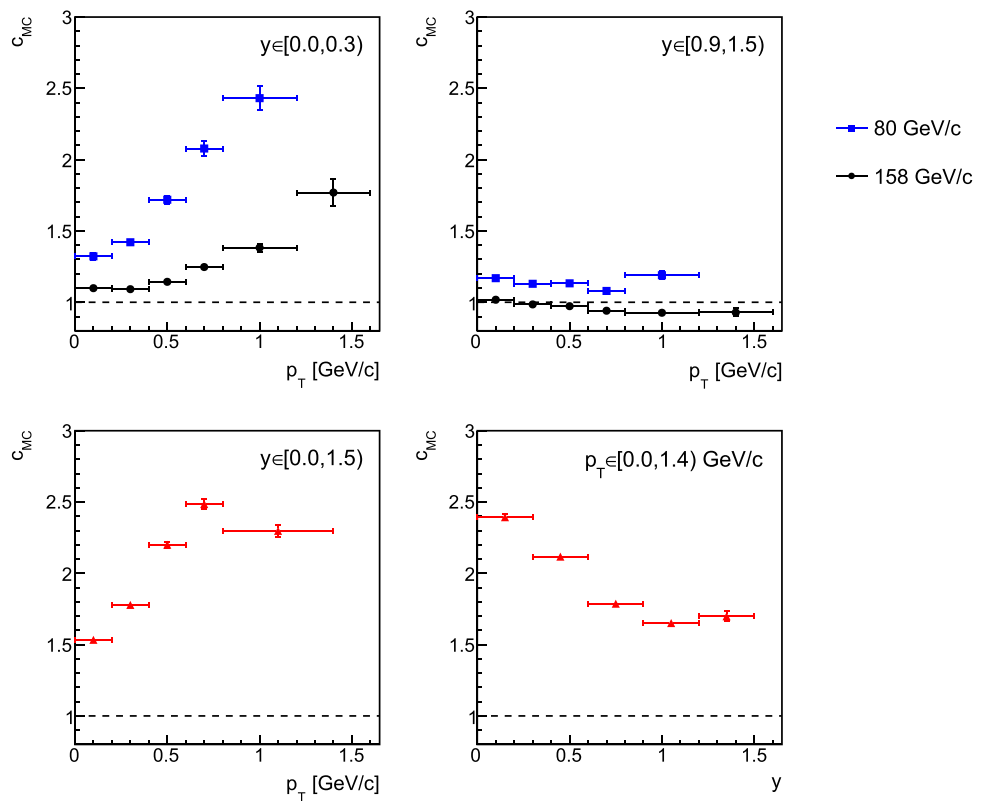 c_MC
y∈[0.0,0.3)
3
2.5
2
1.5
1
0 0.5 1 1.5
p_T [GeV/c]
c_MC
y∈[0.9,1.5)
3
2.5
2
1.5
1
0 0.5 1 1.5
p_T [GeV/c]
80 GeV/c
158 GeV/c
c_MC
y∈[0.0,1.5)
3
2.5
2
1.5
1
0 0.5 1 1.5
p_T [GeV/c]
c_MC
p_T∈[0.0,1.4) GeV/c
3
2.5
2
1.5
1
0 0.5 1 1.5
y